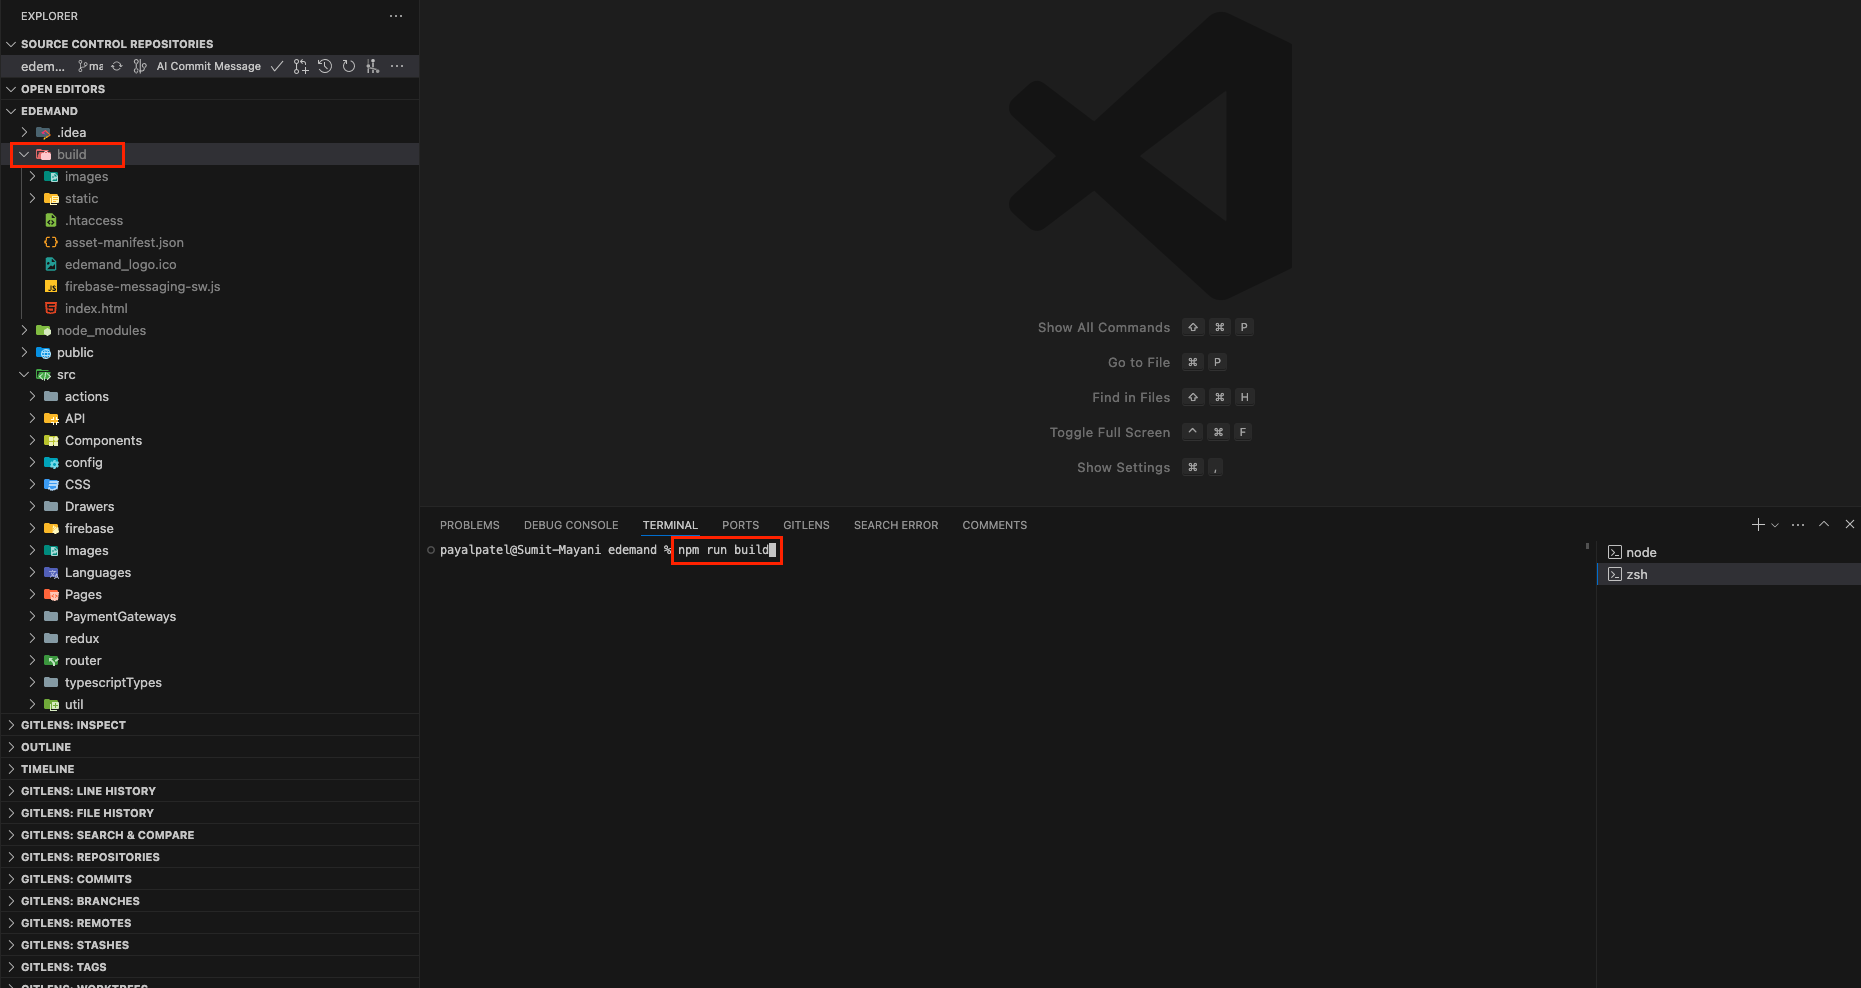 EXPLORER
SOURCE CONTROL REPOSITORIES
edem... ma AI Commit Message
OPEN EDITORS
EDEMAND
.idea
build
images
static
.htaccess
asset-manifest.json
edemand_logo.ico
firebase-messaging-sw.js
index.html
node_modules
public
src
actions
API
Components
config
CSS
Drawers
firebase
Images
Languages
Pages
PaymentGateways
redux
router
typescriptTypes
util
GITLENS: INSPECT
OUTLINE
TIMELINE
GITLENS: LINE HISTORY
GITLENS: FILE HISTORY
GITLENS: SEARCH & COMPARE
GITLENS: REPOSITORIES
GITLENS: COMMITS
GITLENS: BRANCHES
GITLENS: REMOTES
GITLENS: STASHES
GITLENS: TAGS
GITLENS: WORKTREES
Show All Commands ⇧ ⌘ P
Go to File ⌘ P
Find in Files ⇧ ⌘ H
Toggle Full Screen ^ ⌘ F
Show Settings ⌘ ,
PROBLEMS DEBUG CONSOLE TERMINAL PORTS GITLENS SEARCH ERROR COMMENTS
payalpatel@Sumit-Mayani edemand % npm run build
node
zsh